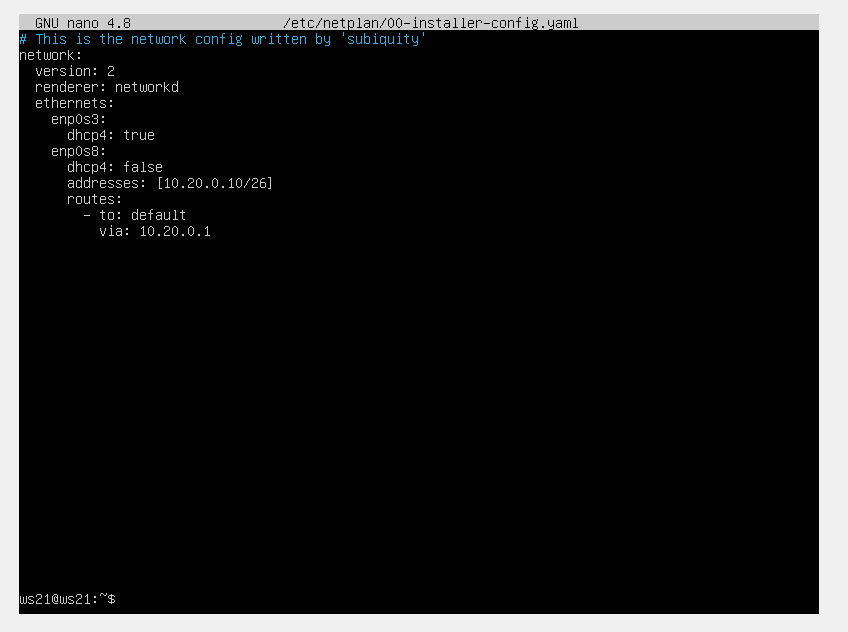 GNU nano 4.8 /etc/netplan/00-installer-config.yaml
# This is the network config written by 'subiquity'
network:
  version: 2
  renderer: networkd
  ethernets:
    enp0s3:
      dhcp4: true
    enp0s8:
      dhcp4: false
      addresses: [10.20.0.10/26]
      routes:
        - to: default
          via: 10.20.0.1
ws21@ws21:~$